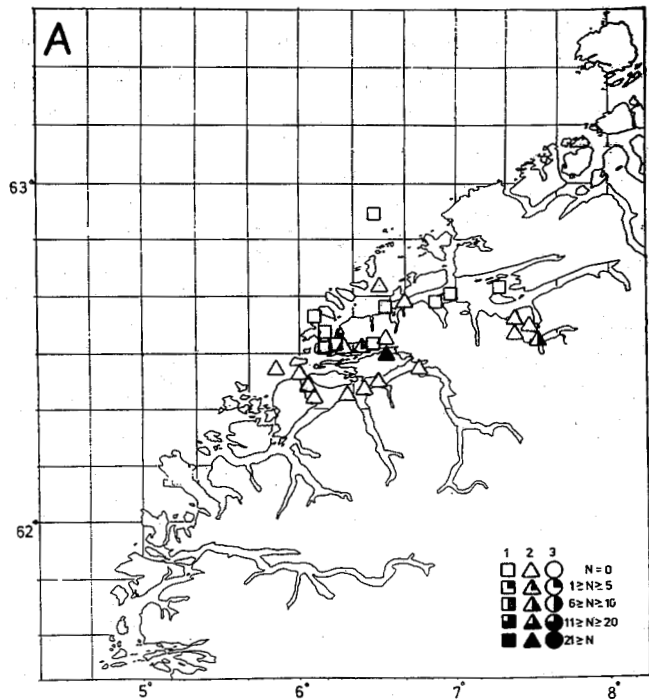 A
63°
62°
5° 6° 7° 8°
1 2 3
N = 0
1 ≥ N ≥ 5
6 ≥ N ≥ 10
11 ≥ N ≥ 20
21 ≥ N